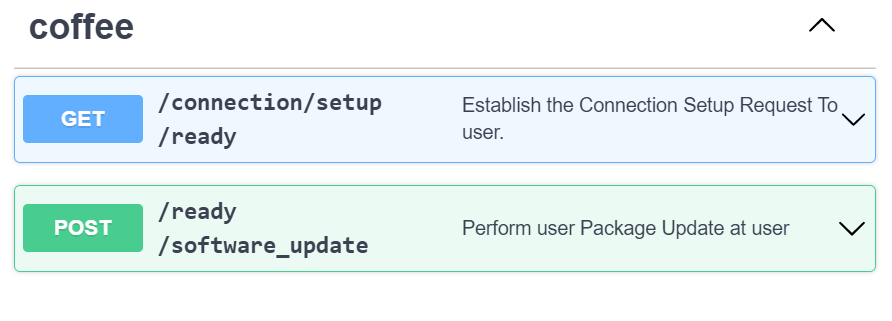 coffee
GET
/connection/setup
/ready
Establish the Connection Setup Request To
user.
POST
/ready
/software_update
Perform user Package Update at user